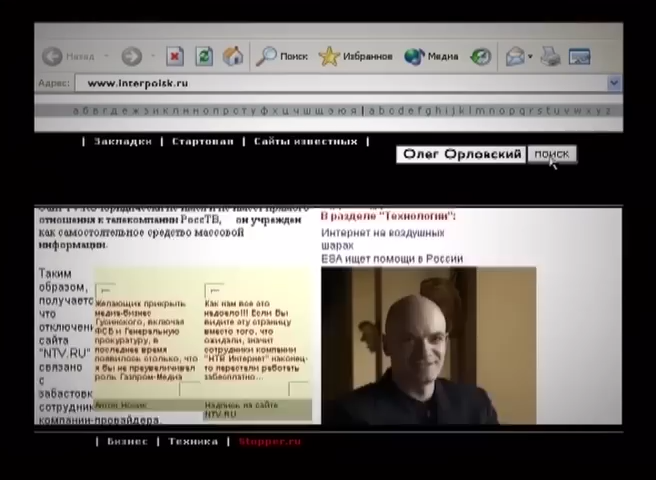 Назад
Поиск
Избранное
Медиа
Адрес:
www.interpoisk.ru
а б в г д е ж з и к л м н о п р с т у ф х ц ч ш щ э ю я | a b c d e f g h i j k l m n o p q r s t u v w x y z
| Закладки | Стартовая | Сайты известных |
Олег Орловский
поиск
отношения к телекомпании РоссТВ, он учрежден
как самостоятельное средство массовой
информации.
Таким
образом,
получаетс
что
отключен
сайта
"NTV.RU"
связано
с
забастовк
сотрудник
компании-провайдера.
Желающих прикрыть
медиа-бизнес
Гусинского, включая
ФСБ и Генеральную
прокуратуру, в
последнее время
появилось столько, что
я бы не преувеличивал
роль Газпром-Медиа
Антон Носик
Как нам все это
надоело!!! Если Вы
видите эту страницу
вместо того, что
ожидали, значит
сотрудники компании
"НТВ Интернет" наконец-
то перестали работать
забесплатно...
Надпись на сайте
NTV.RU
В разделе "Технологии":
Интернет на воздушных
шарах
ESA ищет помощи в России
| Бизнес | Техника | Stopper.ru